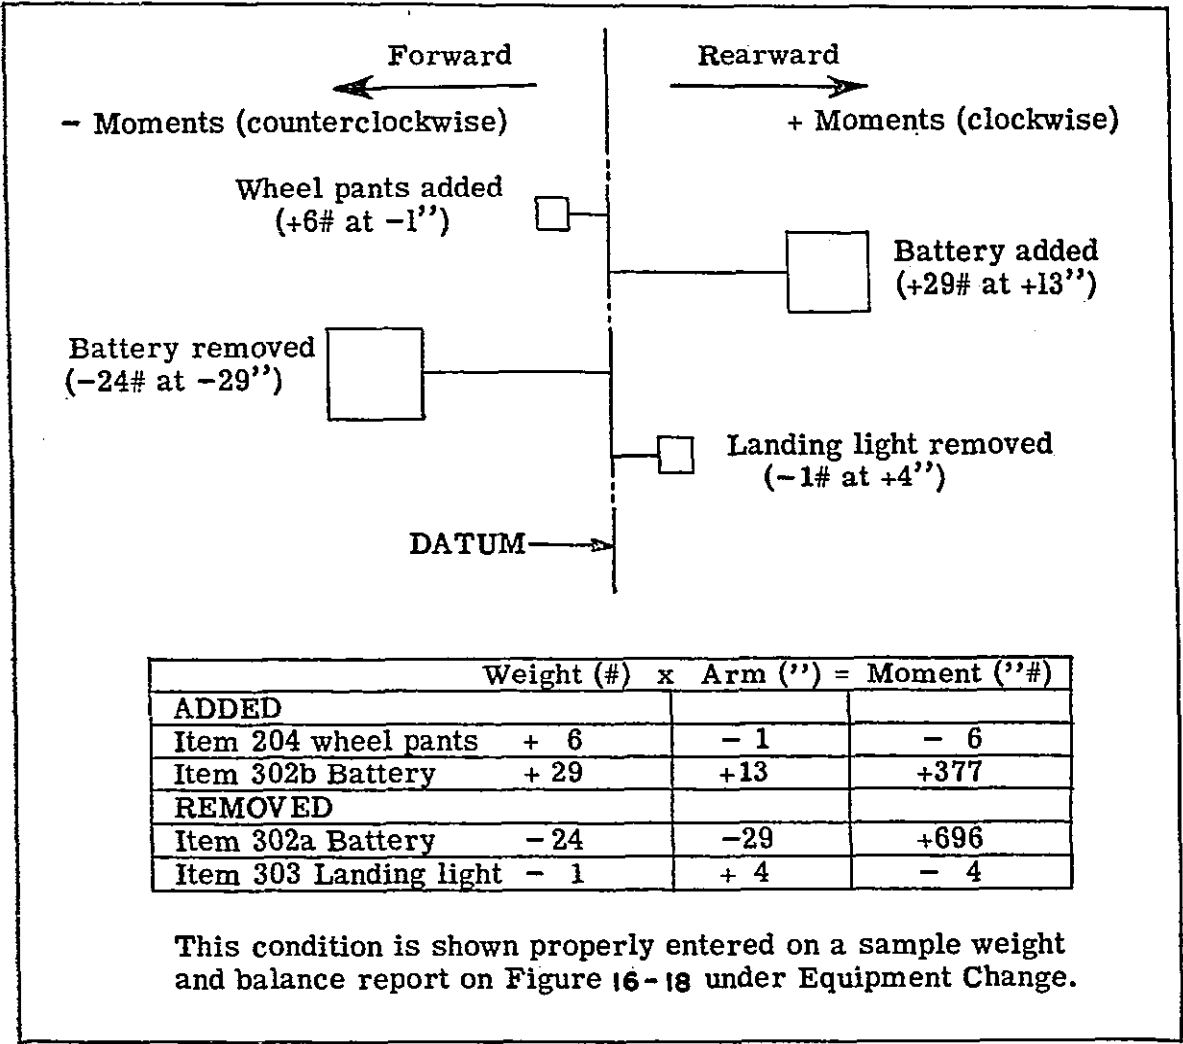 Forward
Rearward
− Moments (counterclockwise)
+ Moments (clockwise)
Wheel pants added
(+6# at −1’’)
Battery added
(+29# at +13’’)
Battery removed
(−24# at −29’’)
Landing light removed
(−1# at +4’’)
DATUM
Weight (#) x Arm (’’) = Moment (’’#)
ADDED
Item 204 wheel pants + 6 − 1 − 6
Item 302b Battery + 29 +13 +377
REMOVED
Item 302a Battery −24 −29 +696
Item 303 Landing light − 1 + 4 − 4
This condition is shown properly entered on a sample weight
and balance report on Figure 16-18 under Equipment Change.